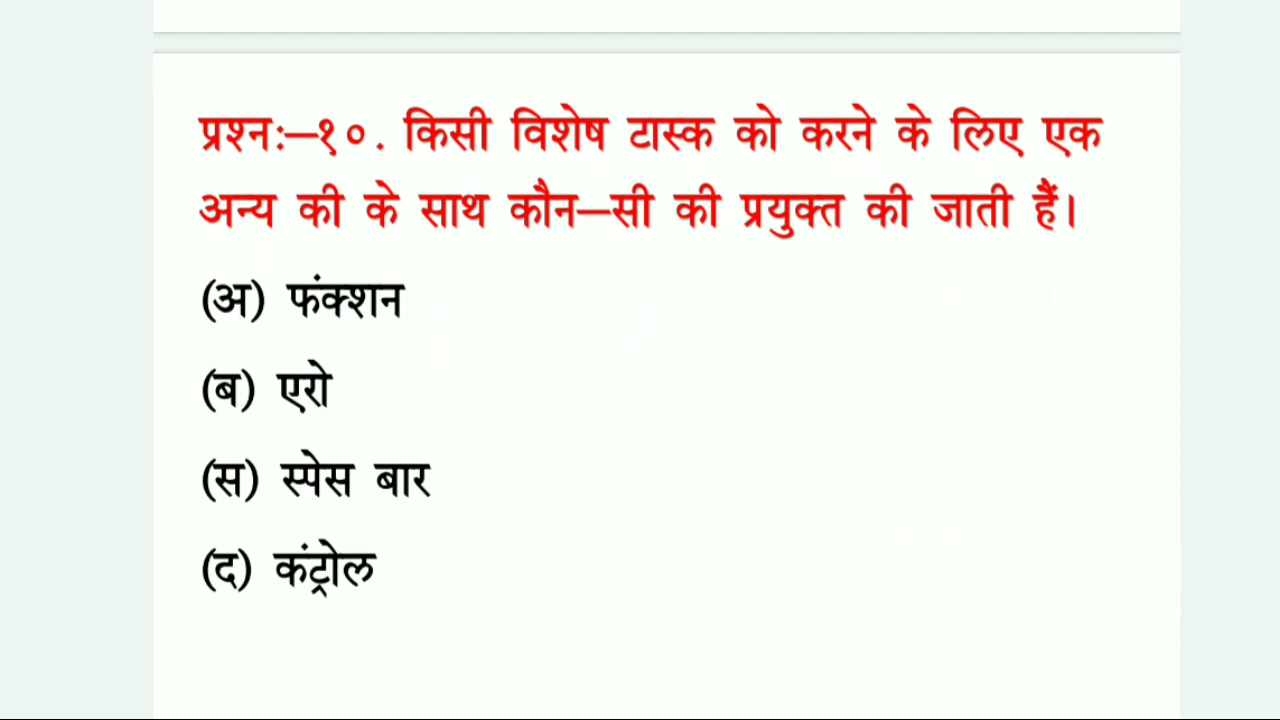 प्रश्नः–१०. किसी विशेष टास्क को करने के लिए एक
अन्य की के साथ कौन–सी की प्रयुक्त की जाती हैं।
(अ) फंक्शन
(ब) एरो
(स) स्पेस बार
(द) कंट्रोल